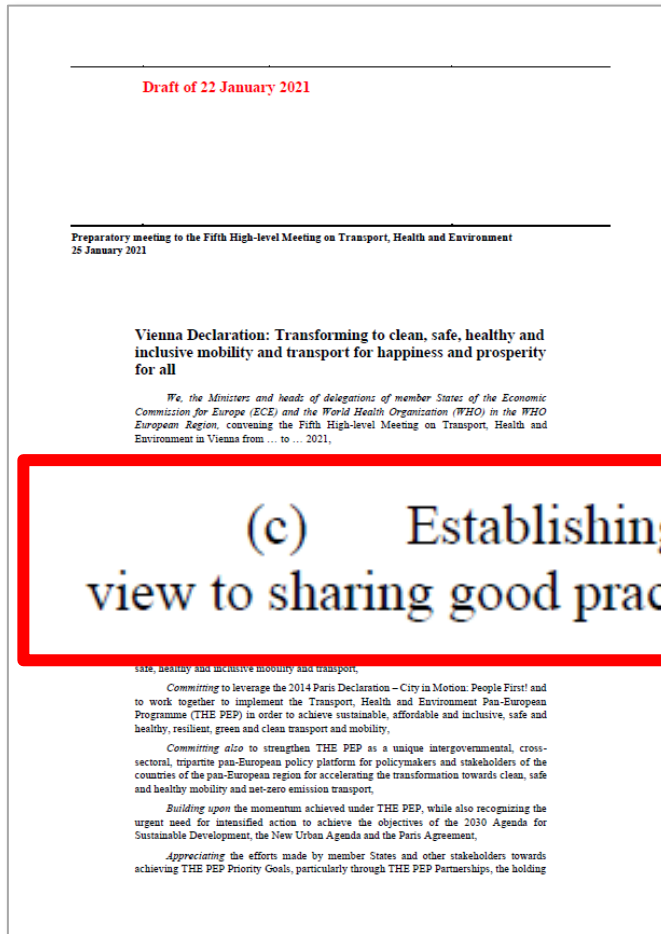 Draft of 22 January 2021
Preparatory meeting to the Fifth High-level Meeting on Transport, Health and Environment
25 January 2021
Vienna Declaration: Transforming to clean, safe, healthy and
inclusive mobility and transport for happiness and prosperity
for all
We, the Ministers and heads of delegations of member States of the Economic
Commission for Europe (ECE) and the World Health Organization (WHO) in the WHO
European Region, convening the Fifth High-level Meeting on Transport, Health and
Environment in Vienna from … to … 2021,
(c) Establishing
view to sharing good prac
safe, healthy and inclusive mobility and transport,
Committing to leverage the 2014 Paris Declaration – City in Motion: People First! and
to work together to implement the Transport, Health and Environment Pan-European
Programme (THE PEP) in order to achieve sustainable, affordable and inclusive, safe and
healthy, resilient, green and clean transport and mobility,
Committing also to strengthen THE PEP as a unique intergovernmental, cross-
sectoral, tripartite pan-European policy platform for policymakers and stakeholders of the
countries of the pan-European region for accelerating the transformation towards clean, safe
and healthy mobility and net-zero emission transport,
Building upon the momentum achieved under THE PEP, while also recognizing the
urgent need for intensified action to achieve the objectives of the 2030 Agenda for
Sustainable Development, the New Urban Agenda and the Paris Agreement,
Appreciating the efforts made by member States and other stakeholders towards
achieving THE PEP Priority Goals, particularly through THE PEP Partnerships, the holding